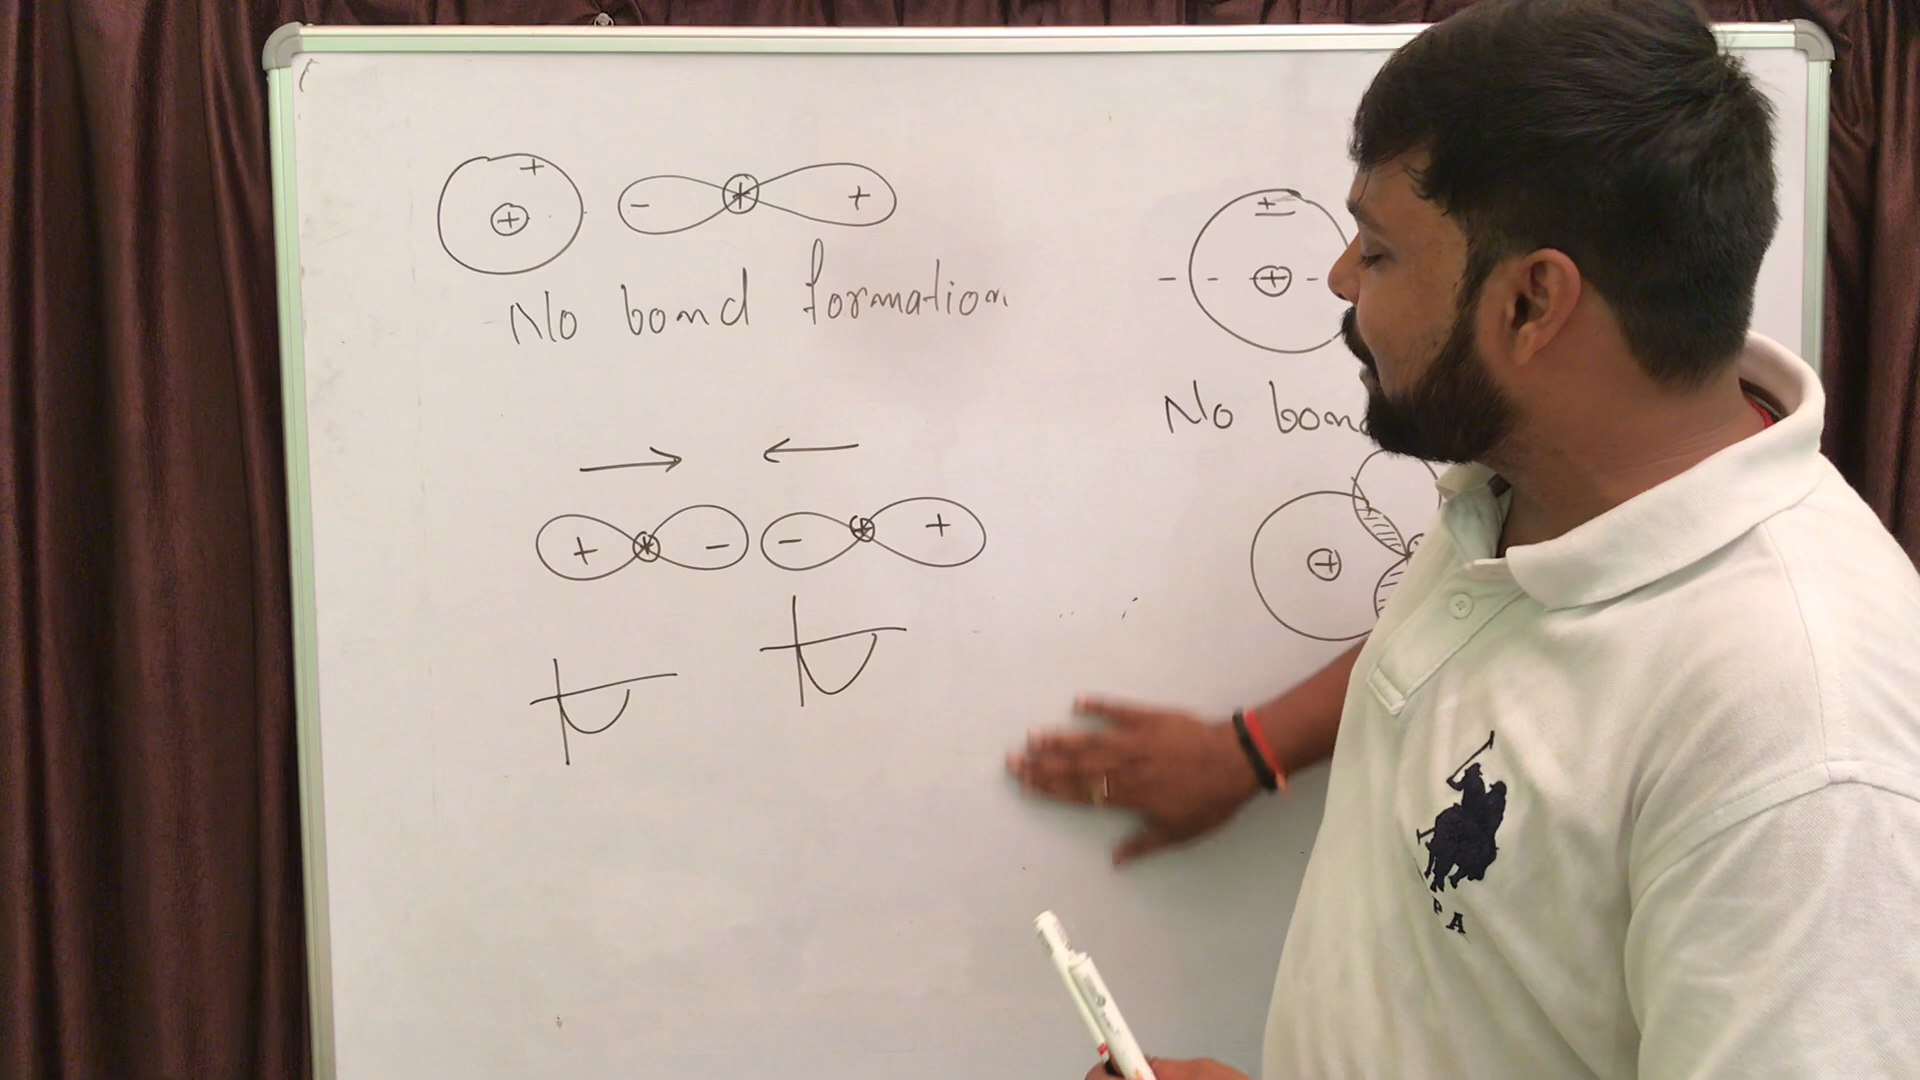 +
⊕ - ⊕ +
No bond formation
±
- - ⊕ -
No bond
→ ←
+ ⊕ - - ⊕ +
⊕
P A